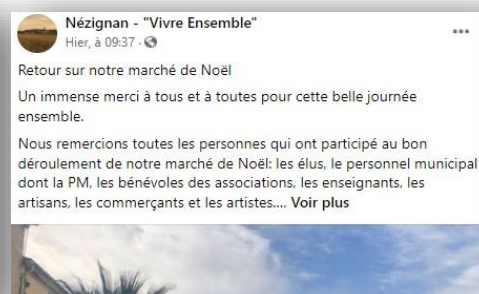 Nézignan - "Vivre Ensemble"
Hier, à 09:37 ·
Retour sur notre marché de Noël
Un immense merci à tous et à toutes pour cette belle journée
ensemble.
Nous remercions toutes les personnes qui ont participé au bon
déroulement de notre marché de Noël: les élus, le personnel municipal
dont la PM, les bénévoles des associations, les enseignants, les
artisans, les commerçants et les artistes.... Voir plus